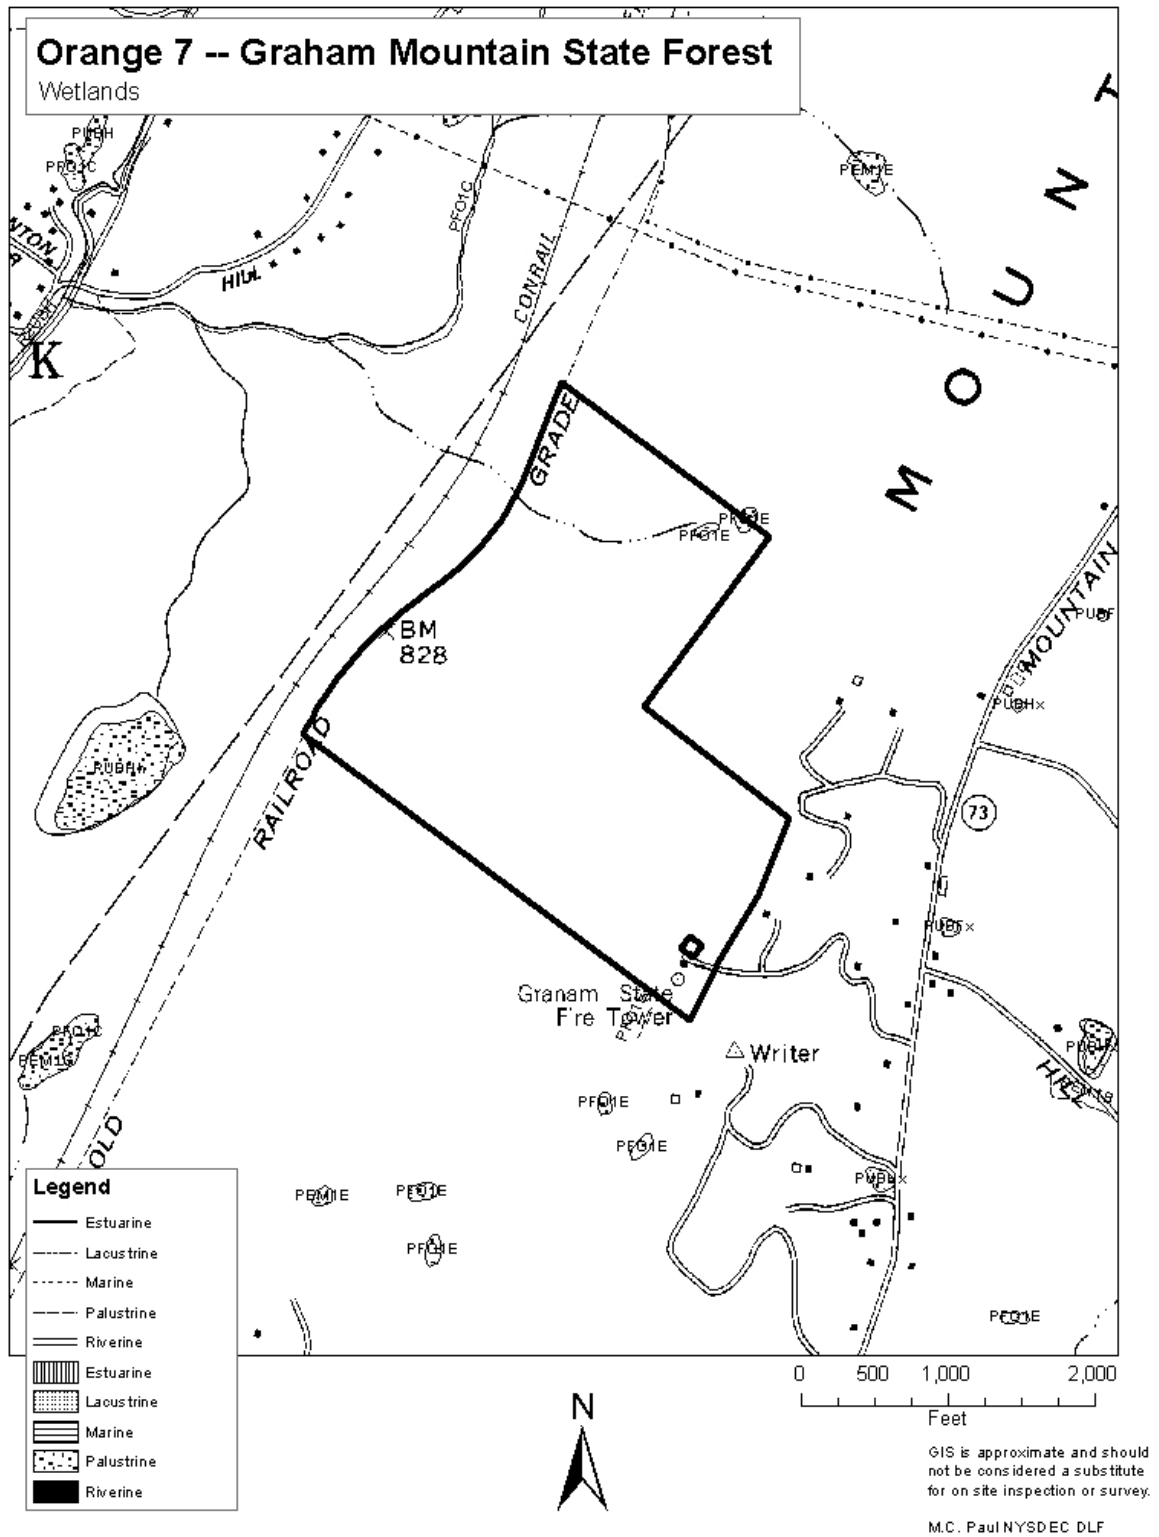 Orange 7 -- Graham Mountain State Forest
Wetlands
PUBH
PFO1C
NTON
HILL
PFO1C
CONRAIL
PEM1E
M O U N T
K
GRADE
PFO1E
PFO1E
BM
828
PUBF
MOUNTAIN
PUBHx
RAILROAD
PUBHh
73
PUBFx
Granam State
Fire Tower
Writer
PFO1C
PEM1E
HILL
OLD
PFO1E
PFO1E
PEM1E
PFO1E
PFO1E
PFO1E
Legend
Estuarine
Lacustrine
Marine
Palustrine
Riverine
Estuarine
Lacustrine
Marine
Palustrine
Riverine
0 500 1,000 2,000
Feet
N
GIS is approximate and should
not be considered a substitute
for on site inspection or survey.
M.C. Paul NYSDEC DLF